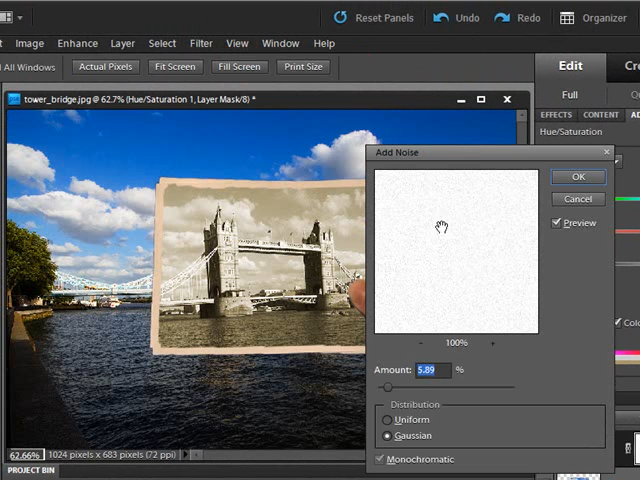 Reset Panels Undo Redo Organizer
Image Enhance Layer Select Filter View Window Help
All Windows Actual Pixels Fit Screen Fill Screen Print Size
Edit
Full
tower_bridge.jpg @ 62.7% (Hue/Saturation 1, Layer Mask/8) *
EFFECTS CONTENT
Hue/Saturation
Add Noise
OK
Cancel
Preview
- 100% +
Amount: 5.89 %
Distribution
Uniform
Gaussian
Monochromatic
62.66% 1024 pixels x 683 pixels (72 ppi)
PROJECT BIN